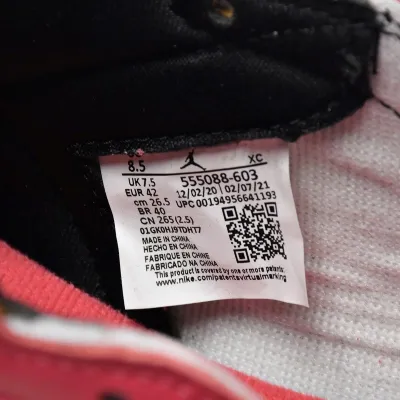 8.5
XC
UK 7.5
555088-603
EUR 42
12/02/20
02/07/21
cm 26.5
UPC 00194956641193
BR 40
CN 265(2.5)
01GK0HJ9TDHT7
MADE IN CHINA
HECHO EN CHINA
FABRIQUE EN CHINE
FABRICADO NA CHINA
This product is covered by one or more patents:
www.nike.com/patentsvirtualmarking